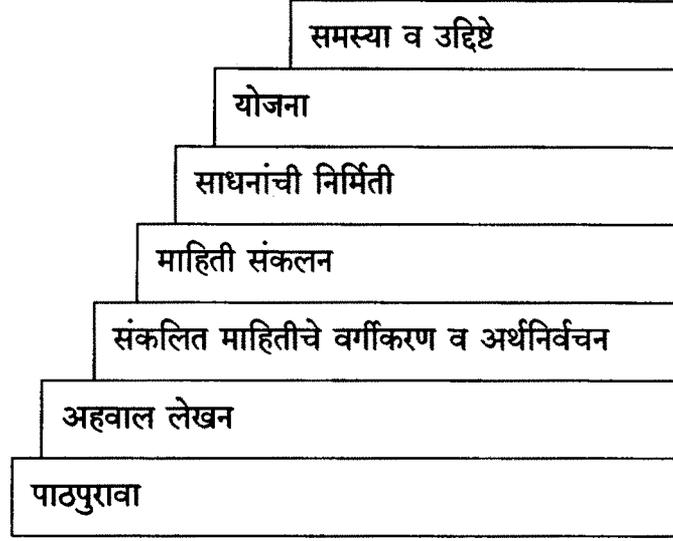 समस्या व उद्दिष्टे
योजना
साधनांची निर्मिती
माहिती संकलन
संकलित माहितीचे वर्गीकरण व अर्थनिर्वचन
अहवाल लेखन
पाठपुरावा